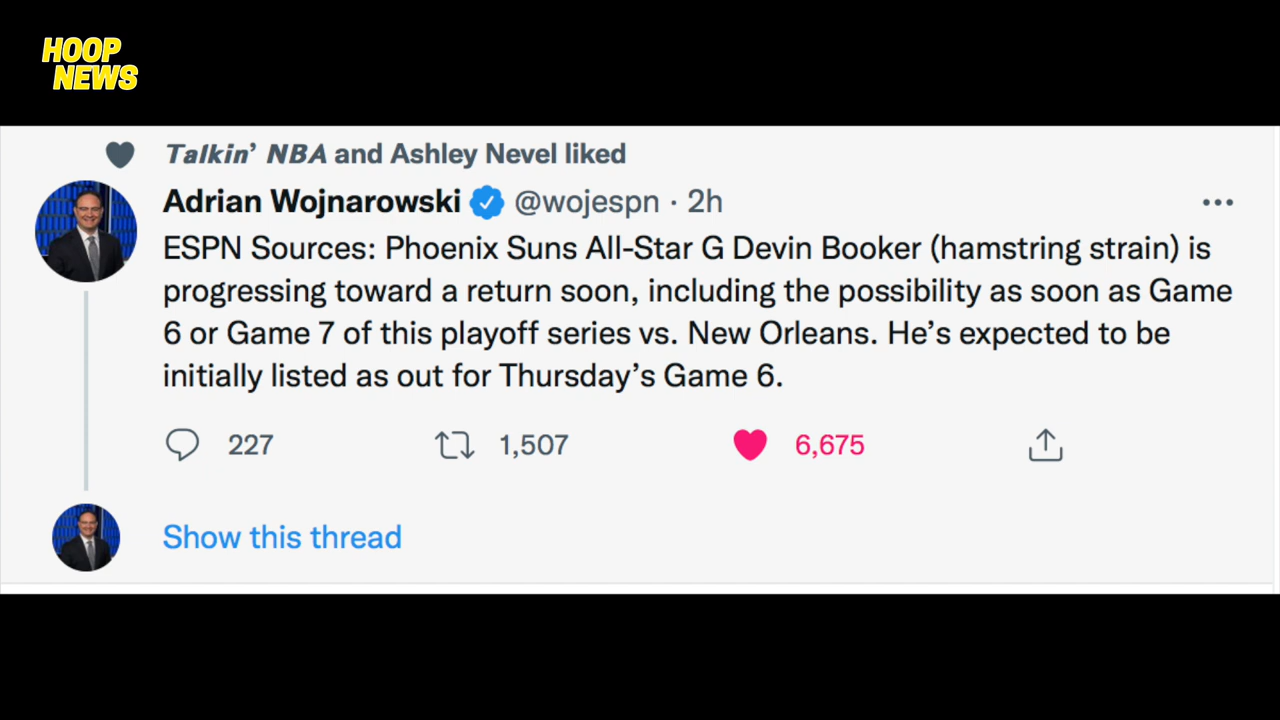 HOOP
NEWS
Talkin’ NBA and Ashley Nevel liked
Adrian Wojnarowski @wojespn · 2h
ESPN Sources: Phoenix Suns All-Star G Devin Booker (hamstring strain) is
progressing toward a return soon, including the possibility as soon as Game
6 or Game 7 of this playoff series vs. New Orleans. He’s expected to be
initially listed as out for Thursday’s Game 6.
227 1,507 6,675
Show this thread